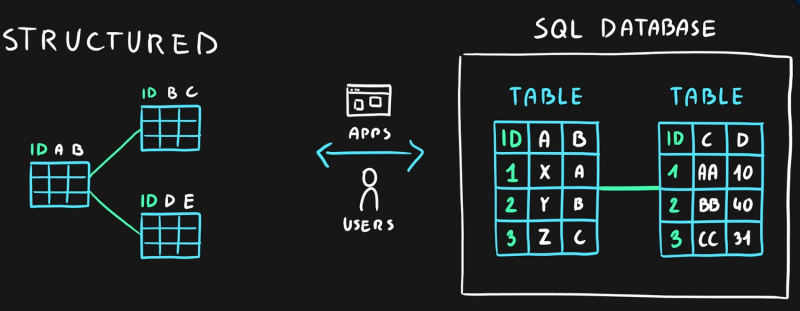 STRUCTURED
ID B C
ID A B
ID D E
APPS
USERS
SQL DATABASE
TABLE
ID A B
1 X A
2 Y B
3 Z C
TABLE
ID C D
1 AA 10
2 BB 40
3 CC 31